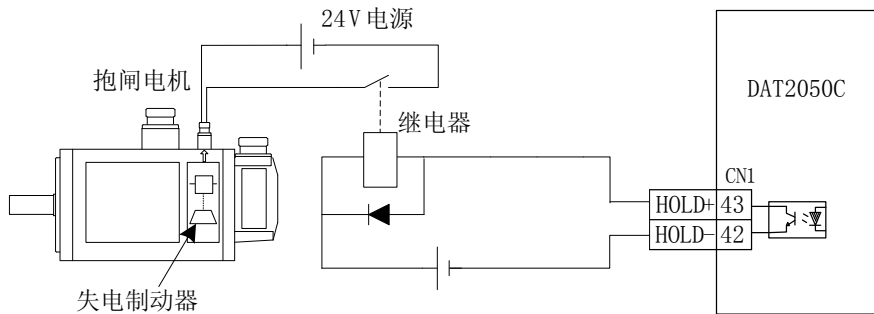 24V电源
抱闸电机
DAT2050C
继电器
CN1
HOLD+ 43
HOLD- 42
失电制动器